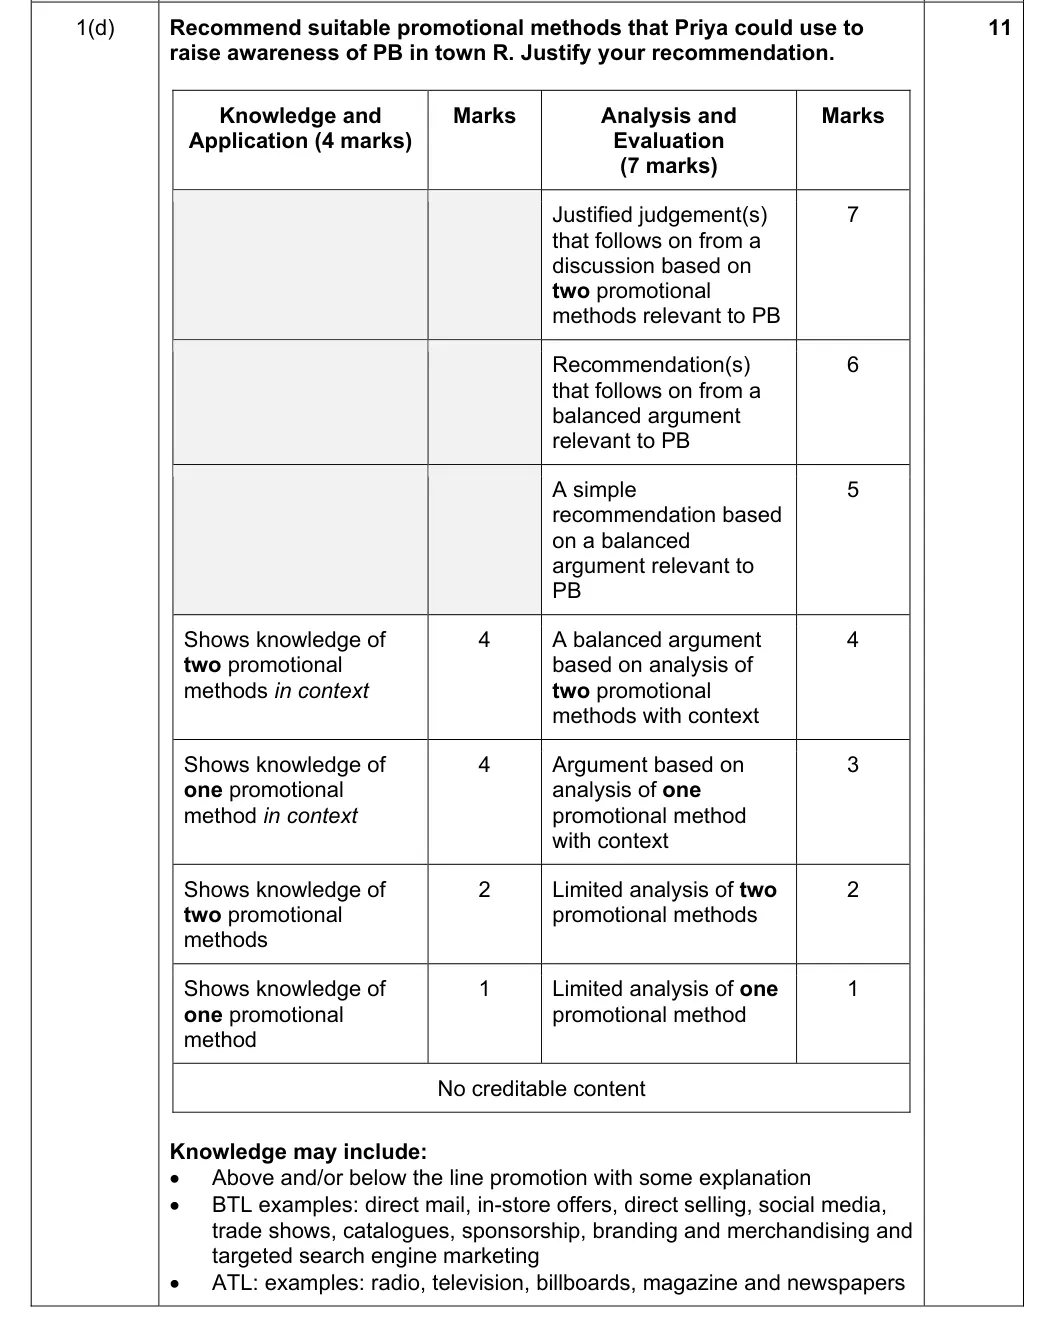 1(d)
Recommend suitable promotional methods that Priya could use to
raise awareness of PB in town R. Justify your recommendation.
11
Knowledge and
Application (4 marks)
Marks
Analysis and
Evaluation
(7 marks)
Marks
Justified judgement(s)
that follows on from a
discussion based on
two promotional
methods relevant to PB
7
Recommendation(s)
that follows on from a
balanced argument
relevant to PB
6
A simple
recommendation based
on a balanced
argument relevant to
PB
5
Shows knowledge of
two promotional
methods in context
4
A balanced argument
based on analysis of
two promotional
methods with context
4
Shows knowledge of
one promotional
method in context
4
Argument based on
analysis of one
promotional method
with context
3
Shows knowledge of
two promotional
methods
2
Limited analysis of two
promotional methods
2
Shows knowledge of
one promotional
method
1
Limited analysis of one
promotional method
1
No creditable content
Knowledge may include:
• Above and/or below the line promotion with some explanation
• BTL examples: direct mail, in-store offers, direct selling, social media,
trade shows, catalogues, sponsorship, branding and merchandising and
targeted search engine marketing
• ATL: examples: radio, television, billboards, magazine and newspapers